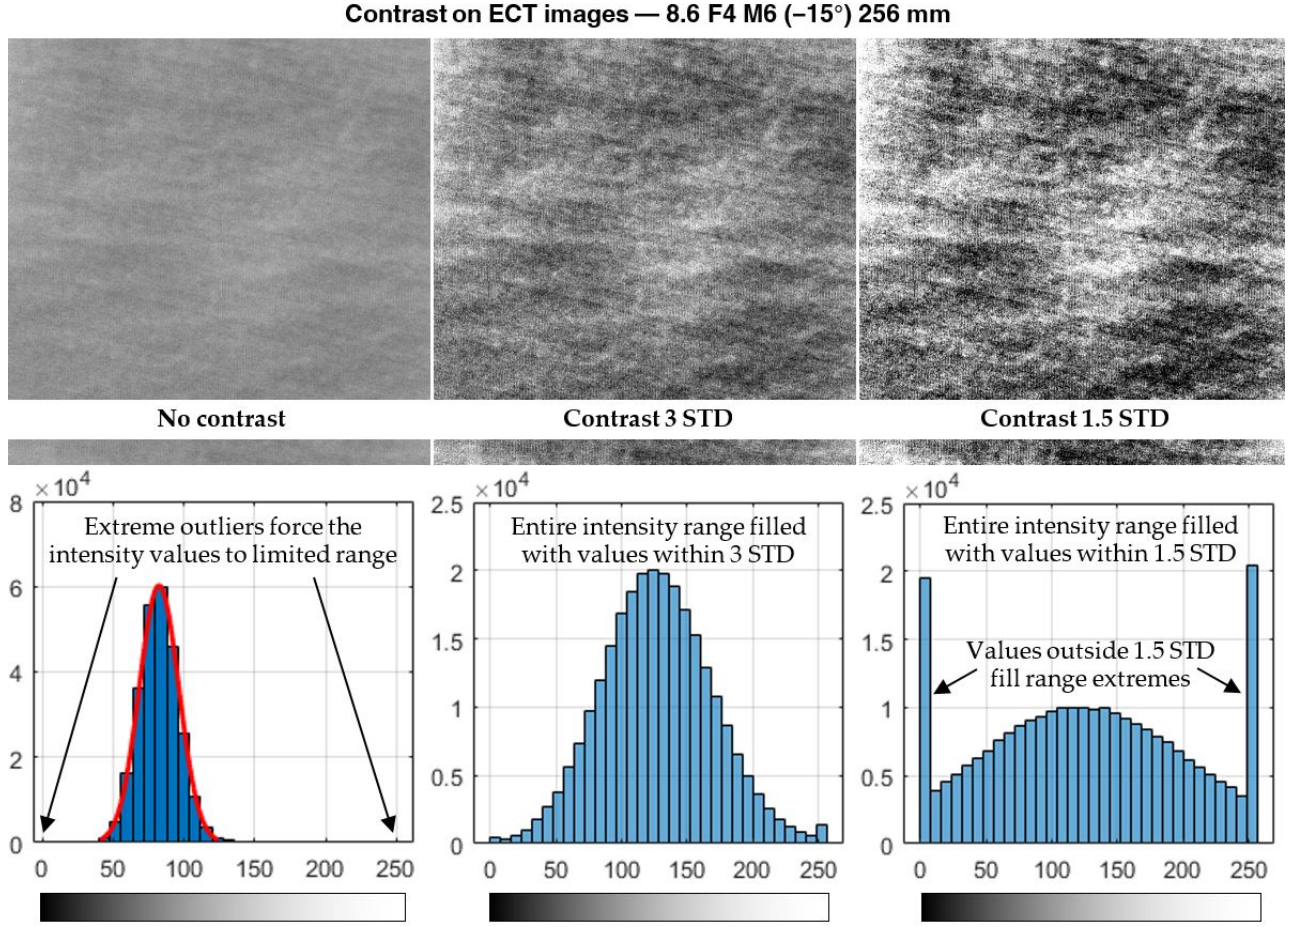 Contrast on ECT images — 8.6 F4 M6 (−15°) 256 mm
No contrast
Contrast 3 STD
Contrast 1.5 STD
×10⁴
8
6
4
2
0
Extreme outliers force the
intensity values to limited range
0 50 100 150 200 250
×10⁴
2.5
2
1.5
1
0.5
0
Entire intensity range filled
with values within 3 STD
0 50 100 150 200 250
×10⁴
2.5
2
1.5
1
0.5
0
Entire intensity range filled
with values within 1.5 STD
Values outside 1.5 STD
fill range extremes
0 50 100 150 200 250